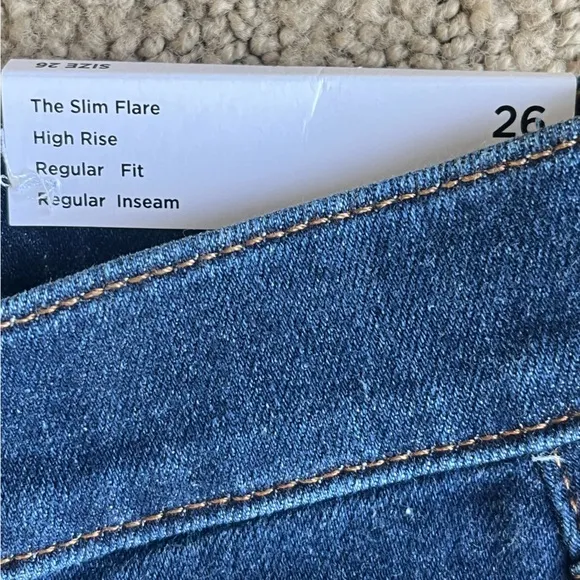 SIZE 26
The Slim Flare
High Rise
Regular Fit
Regular Inseam
26